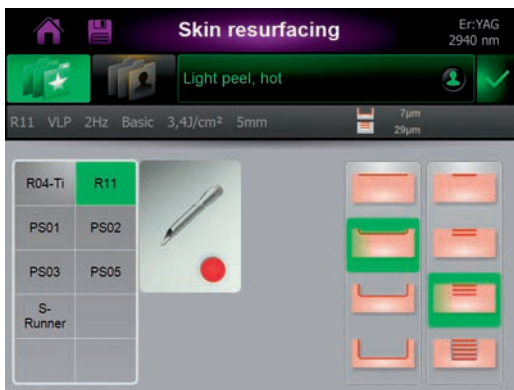 Skin resurfacing
Er:YAG
2940 nm
Light peel, hot
R11 VLP 2Hz Basic 3,4J/cm² 5mm
7µm
29µm
R04-Ti R11
PS01 PS02
PS03 PS05
S-
Runner